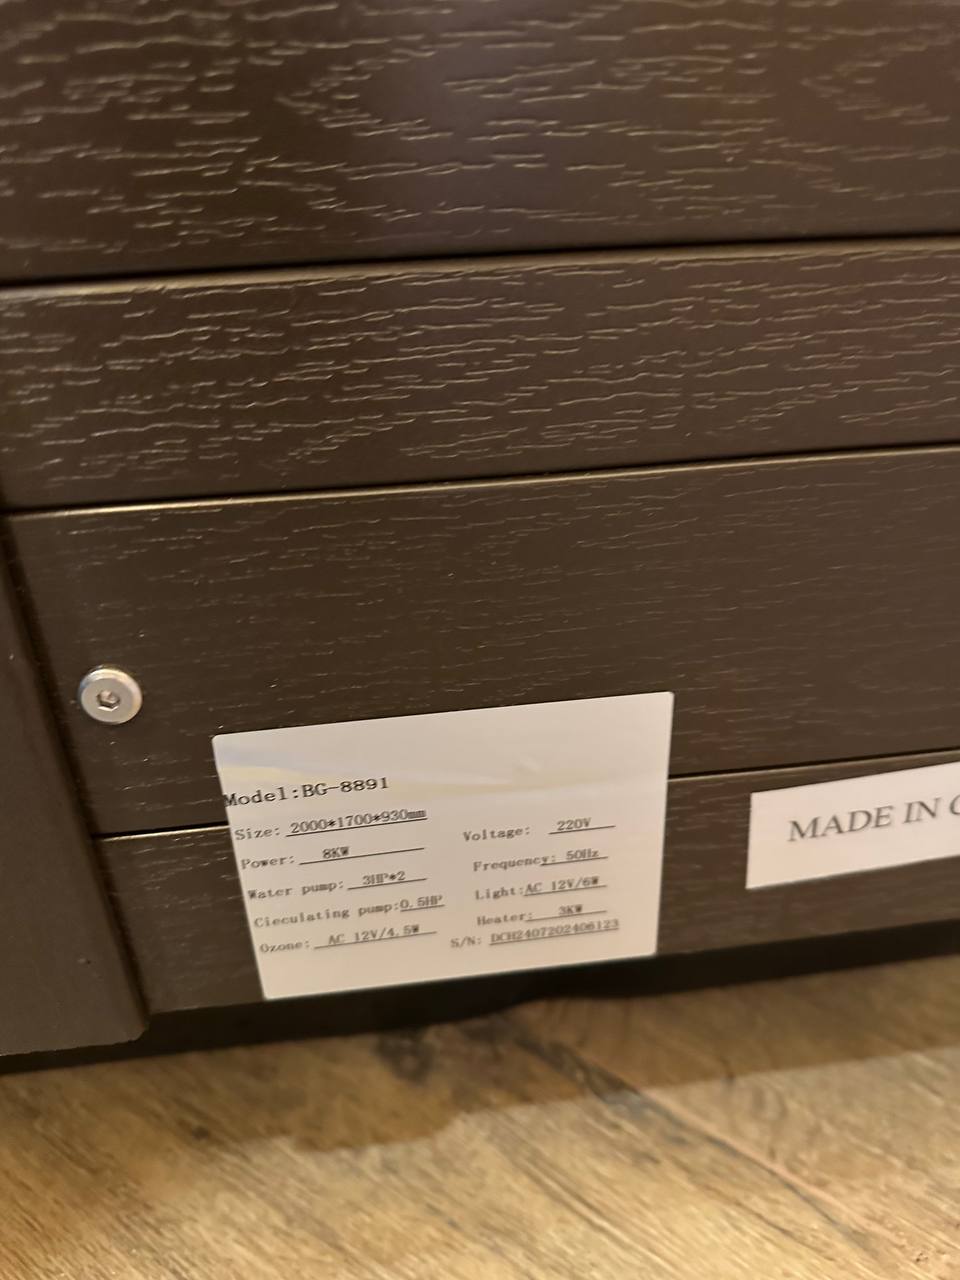 Model:BG-8891
Size: 2000*1700*930mm
Voltage: 220V
Power: 8KW
Frequency: 50Hz
Water pump: 3HP*2
Light:AC 12V/6W
Cieculating pump:0.5HP
Heater: 3KW
Ozone: AC 12V/4.5W
S/N: DCH2407202406123
MADE IN C